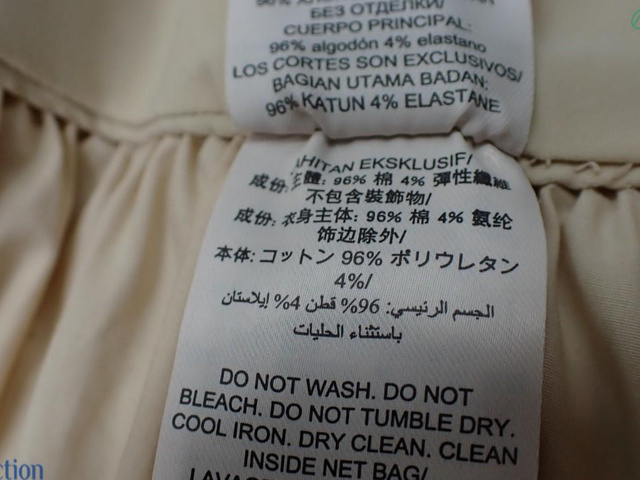 БЕЗ ОТДЕЛКИ/
CUERPO PRINCIPAL:
96% algodón 4% elastano
LOS CORTES SON EXCLUSIVOS/
BAGIAN UTAMA BADAN:
96% KATUN 4% ELASTANE
AHITAN EKSKLUSIF/
成份: 主體: 96% 棉 4% 彈性纖維
不包含裝飾物/
成份: 衣身主体: 96% 棉 4% 氨纶
饰边除外/
本体: コットン 96% ポリウレタン
4%/
الجسم الرئيسي: 96% قطن 4% إيلاستان
باستثناء الحليات
DO NOT WASH. DO NOT
BLEACH. DO NOT TUMBLE DRY.
COOL IRON. DRY CLEAN. CLEAN
INSIDE NET BAG/
ction